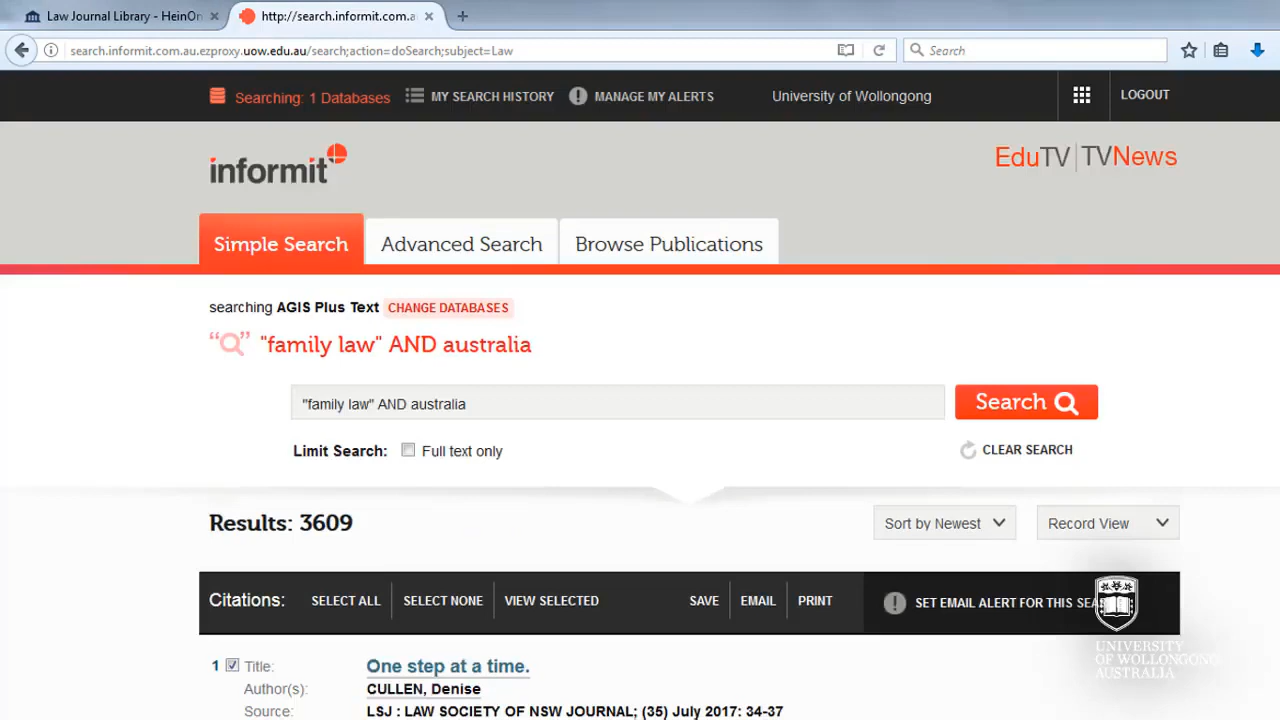 Law Journal Library - HeinOn
http://search.informit.com.a
search.informit.com.au.ezproxy.uow.edu.au/search;action=doSearch;subject=Law
Search
Searching: 1 Databases
MY SEARCH HISTORY
MANAGE MY ALERTS
University of Wollongong
LOGOUT
informit
EduTV | TVNews
Simple Search
Advanced Search
Browse Publications
searching AGIS Plus Text CHANGE DATABASES
"family law" AND australia
"family law" AND australia
Search
Limit Search: Full text only
CLEAR SEARCH
Results: 3609
Sort by Newest
Record View
Citations: SELECT ALL SELECT NONE VIEW SELECTED SAVE EMAIL PRINT
SET EMAIL ALERT FOR THIS SEA
UNIVERSITY
OF WOLLONGONG
AUSTRALIA
1 Title: One step at a time.
Author(s): CULLEN, Denise
Source: LSJ : LAW SOCIETY OF NSW JOURNAL; (35) July 2017: 34-37